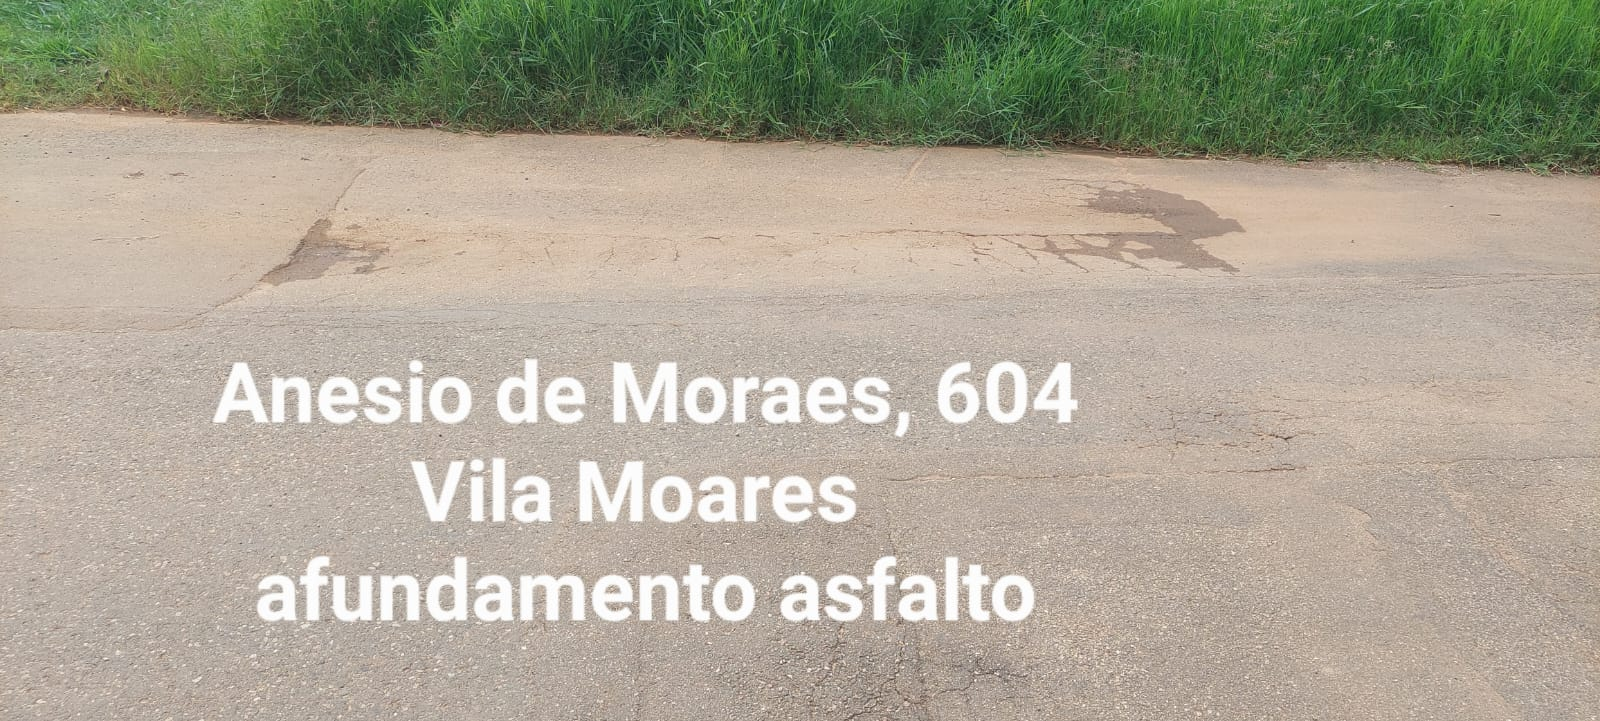 Anesio de Moraes, 604
Vila Moares
afundamento asfalto